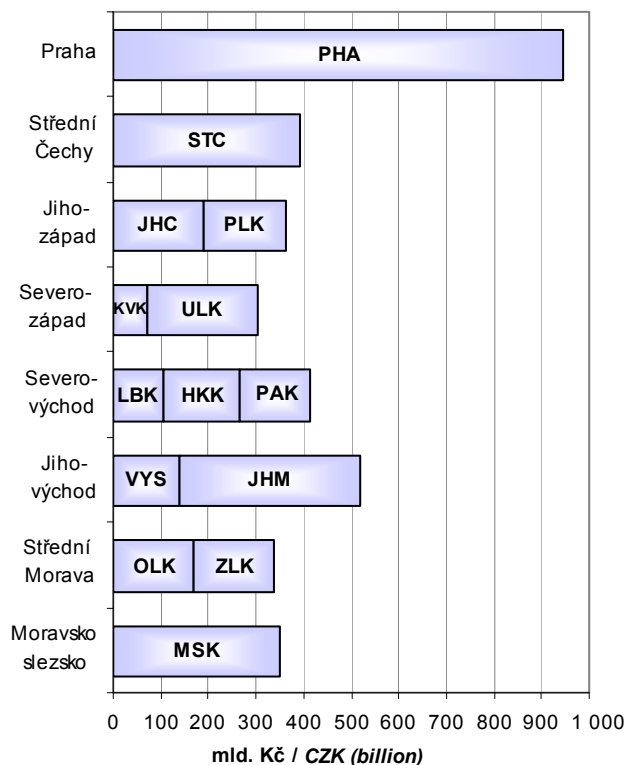 Praha
PHA
Střední
Čechy
STC
Jiho-
západ
JHC PLK
Severo-
západ
KVK ULK
Severo-
východ
LBK HKK PAK
Jiho-
východ
VYS JHM
Střední
Morava
OLK ZLK
Moravsko
slezsko
MSK
0 100 200 300 400 500 600 700 800 900 1 000
mld. Kč / CZK (billion)